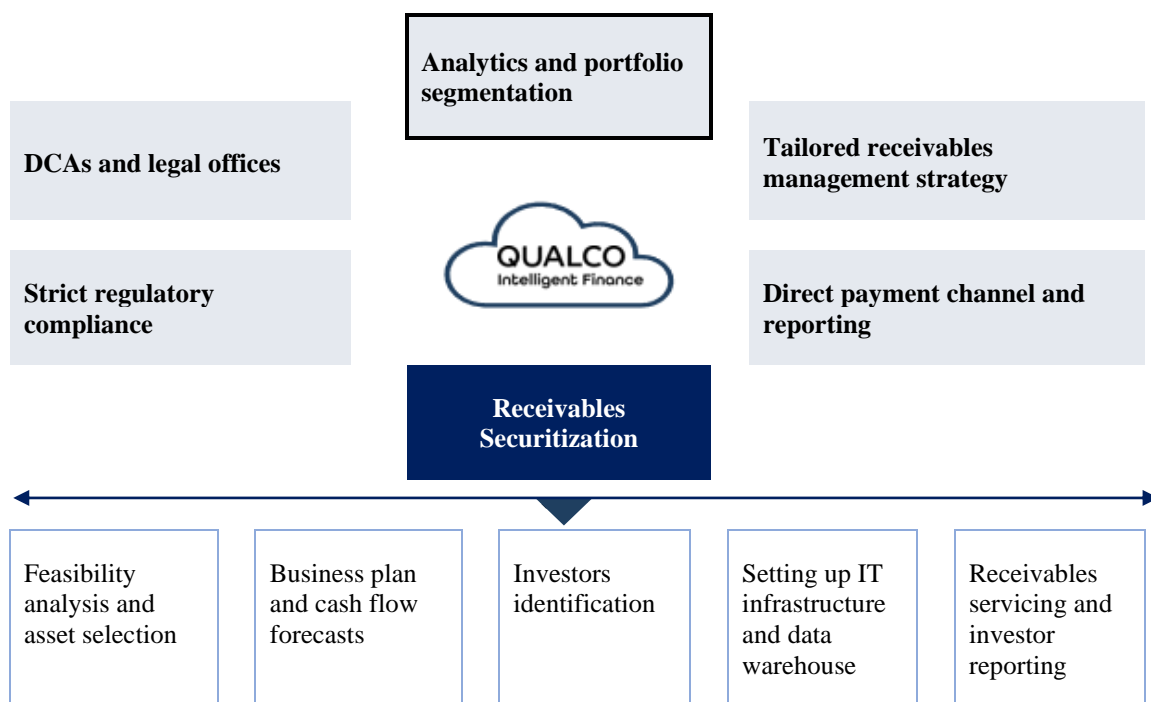 Analytics and portfolio
segmentation
DCAs and legal offices
Tailored receivables
management strategy
QUALCO
Intelligent Finance
Strict regulatory
compliance
Direct payment channel and
reporting
Receivables
Securitization
Feasibility
analysis and
asset selection
Business plan
and cash flow
forecasts
Investors
identification
Setting up IT
infrastructure
and data
warehouse
Receivables
servicing and
investor
reporting